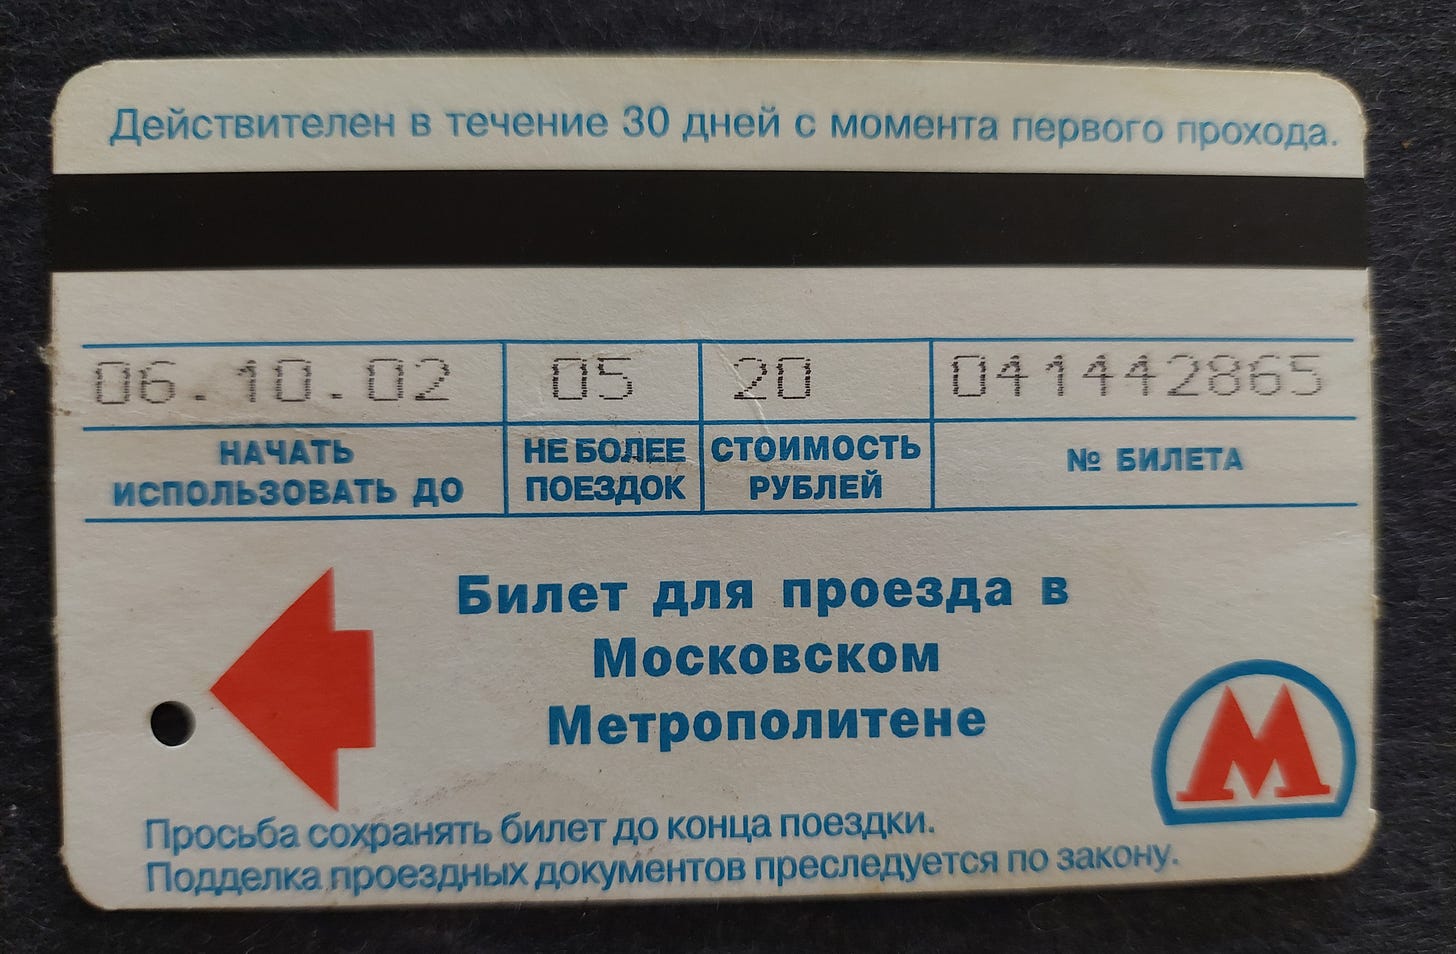 Действителен в течение 30 дней с момента первого прохода.
06.10.02 05 20 041442865
НАЧАТЬ ИСПОЛЬЗОВАТЬ ДО
НЕ БОЛЕЕ ПОЕЗДОК
СТОИМОСТЬ РУБЛЕЙ
№ БИЛЕТА
Билет для проезда в
Московском
Метрополитене
М
Просьба сохранять билет до конца поездки.
Подделка проездных документов преследуется по закону.